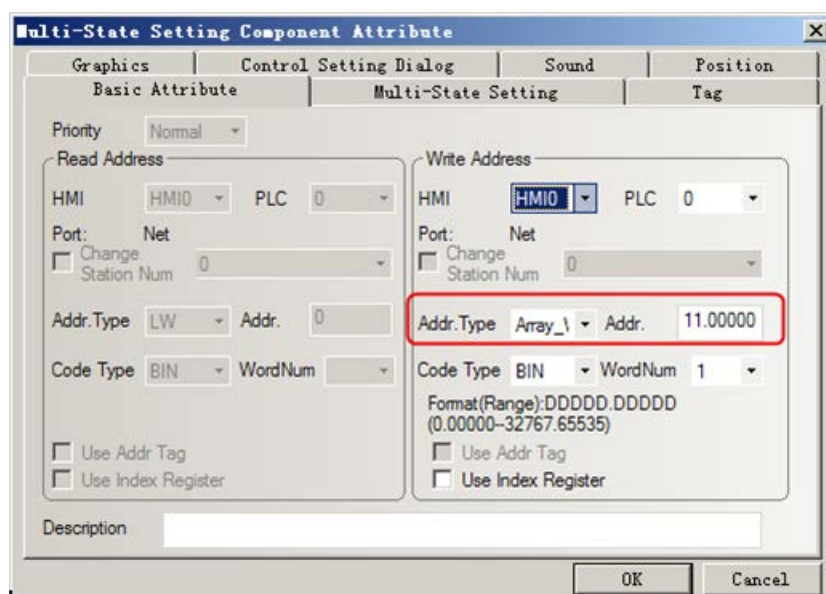 Multi-State Setting Component Attribute
Graphics Control Setting Dialog Sound Position
Basic Attribute Multi-State Setting Tag
Priority Normal
Read Address
HMI HMI0 PLC 0
Port: Net
Change
Station Num 0
Addr.Type LW Addr. 0
Code Type BIN WordNum
Use Addr Tag
Use Index Register
Write Address
HMI HMI0 PLC 0
Port: Net
Change
Station Num 0
Addr.Type Array_\ Addr. 11.00000
Code Type BIN WordNum 1
Format(Range):DDDDD.DDDDD
(0.00000--32767.65535)
Use Addr Tag
Use Index Register
Description
OK Cancel